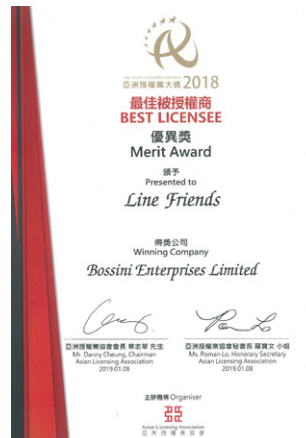 THE ASIAN LICENSING AWARDS
亞洲授權業大獎 2018
最佳被授權商
BEST LICENSEE
優異獎
Merit Award
頒予
Presented to
Line Friends
得獎公司
Winning Company
Bossini Enterprises Limited
亞洲授權業協會會長 章志華 先生
Mr. Danny Cheung, Chairman
Asian Licensing Association
2019.01.08
亞洲授權業協會秘書長 羅寶文 小姐
Ms. Poman Lo, Honorary Secretary
Asian Licensing Association
2019.01.08
主辦機構 Organiser
Asian Licensing Association
亞洲授權業協會